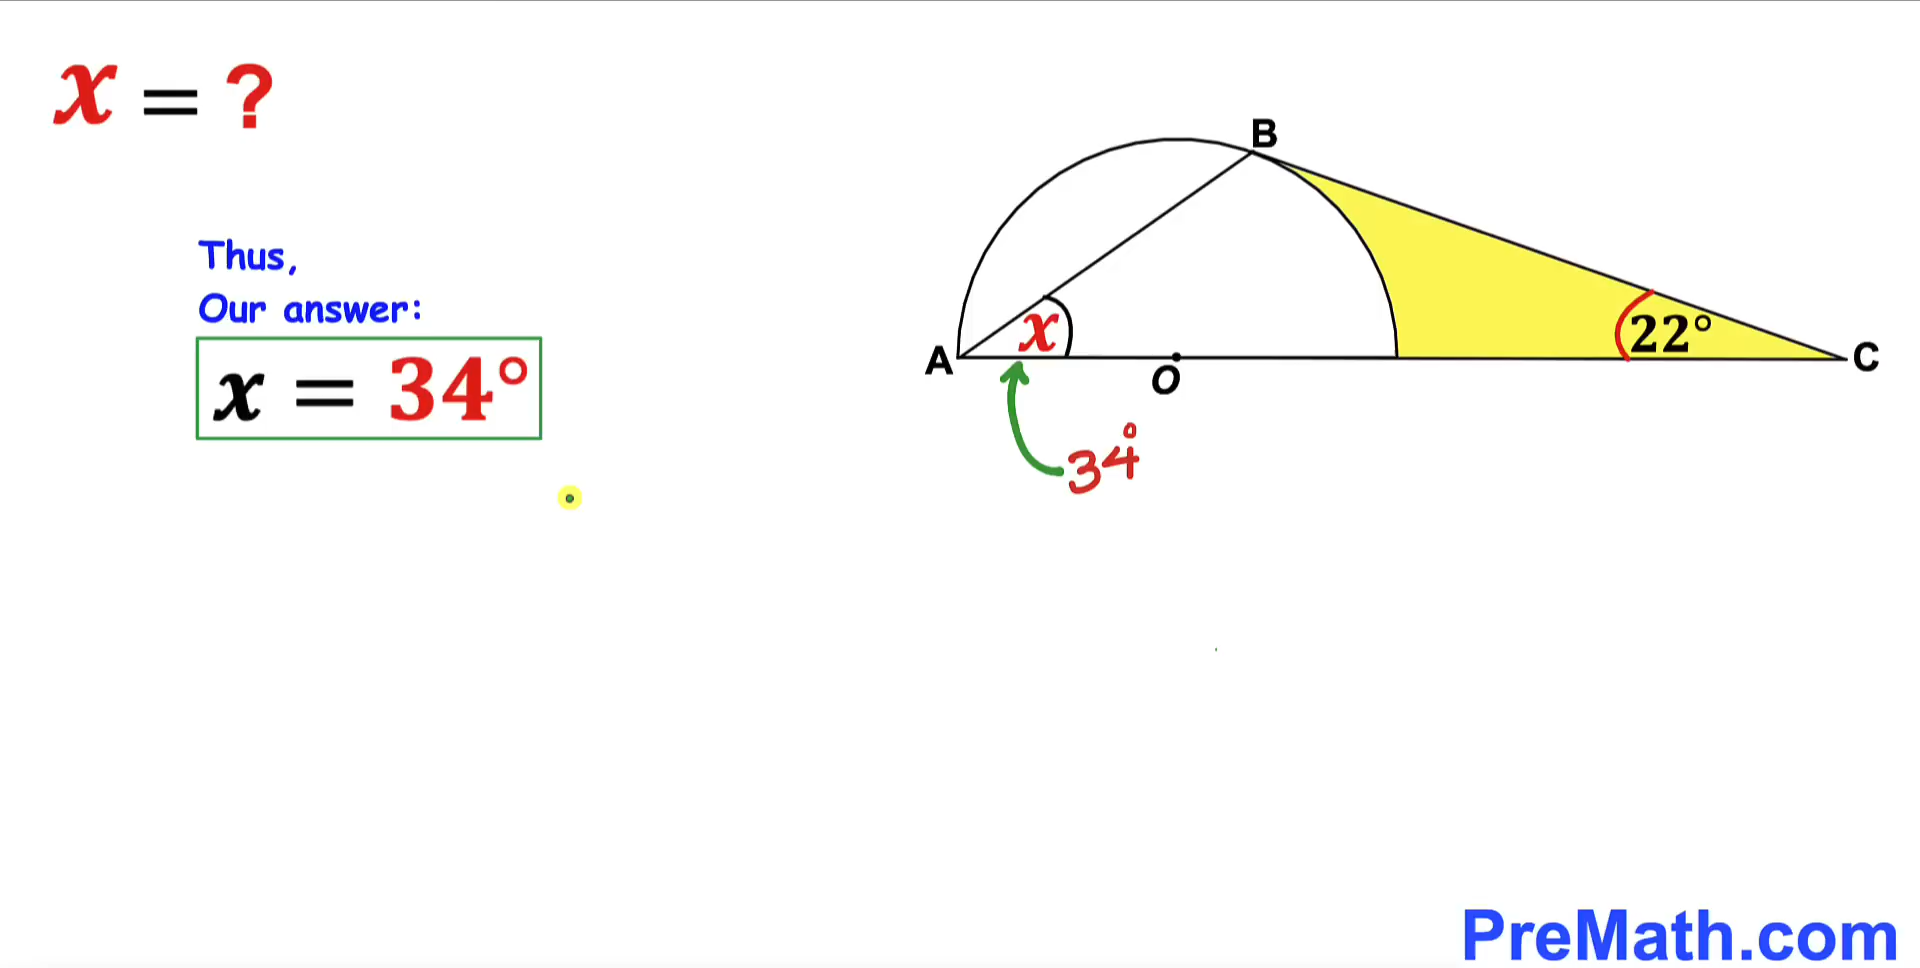 x = ?
B
Thus,
Our answer:
x = 34°
x
22°
A
O
C
34°
PreMath.com